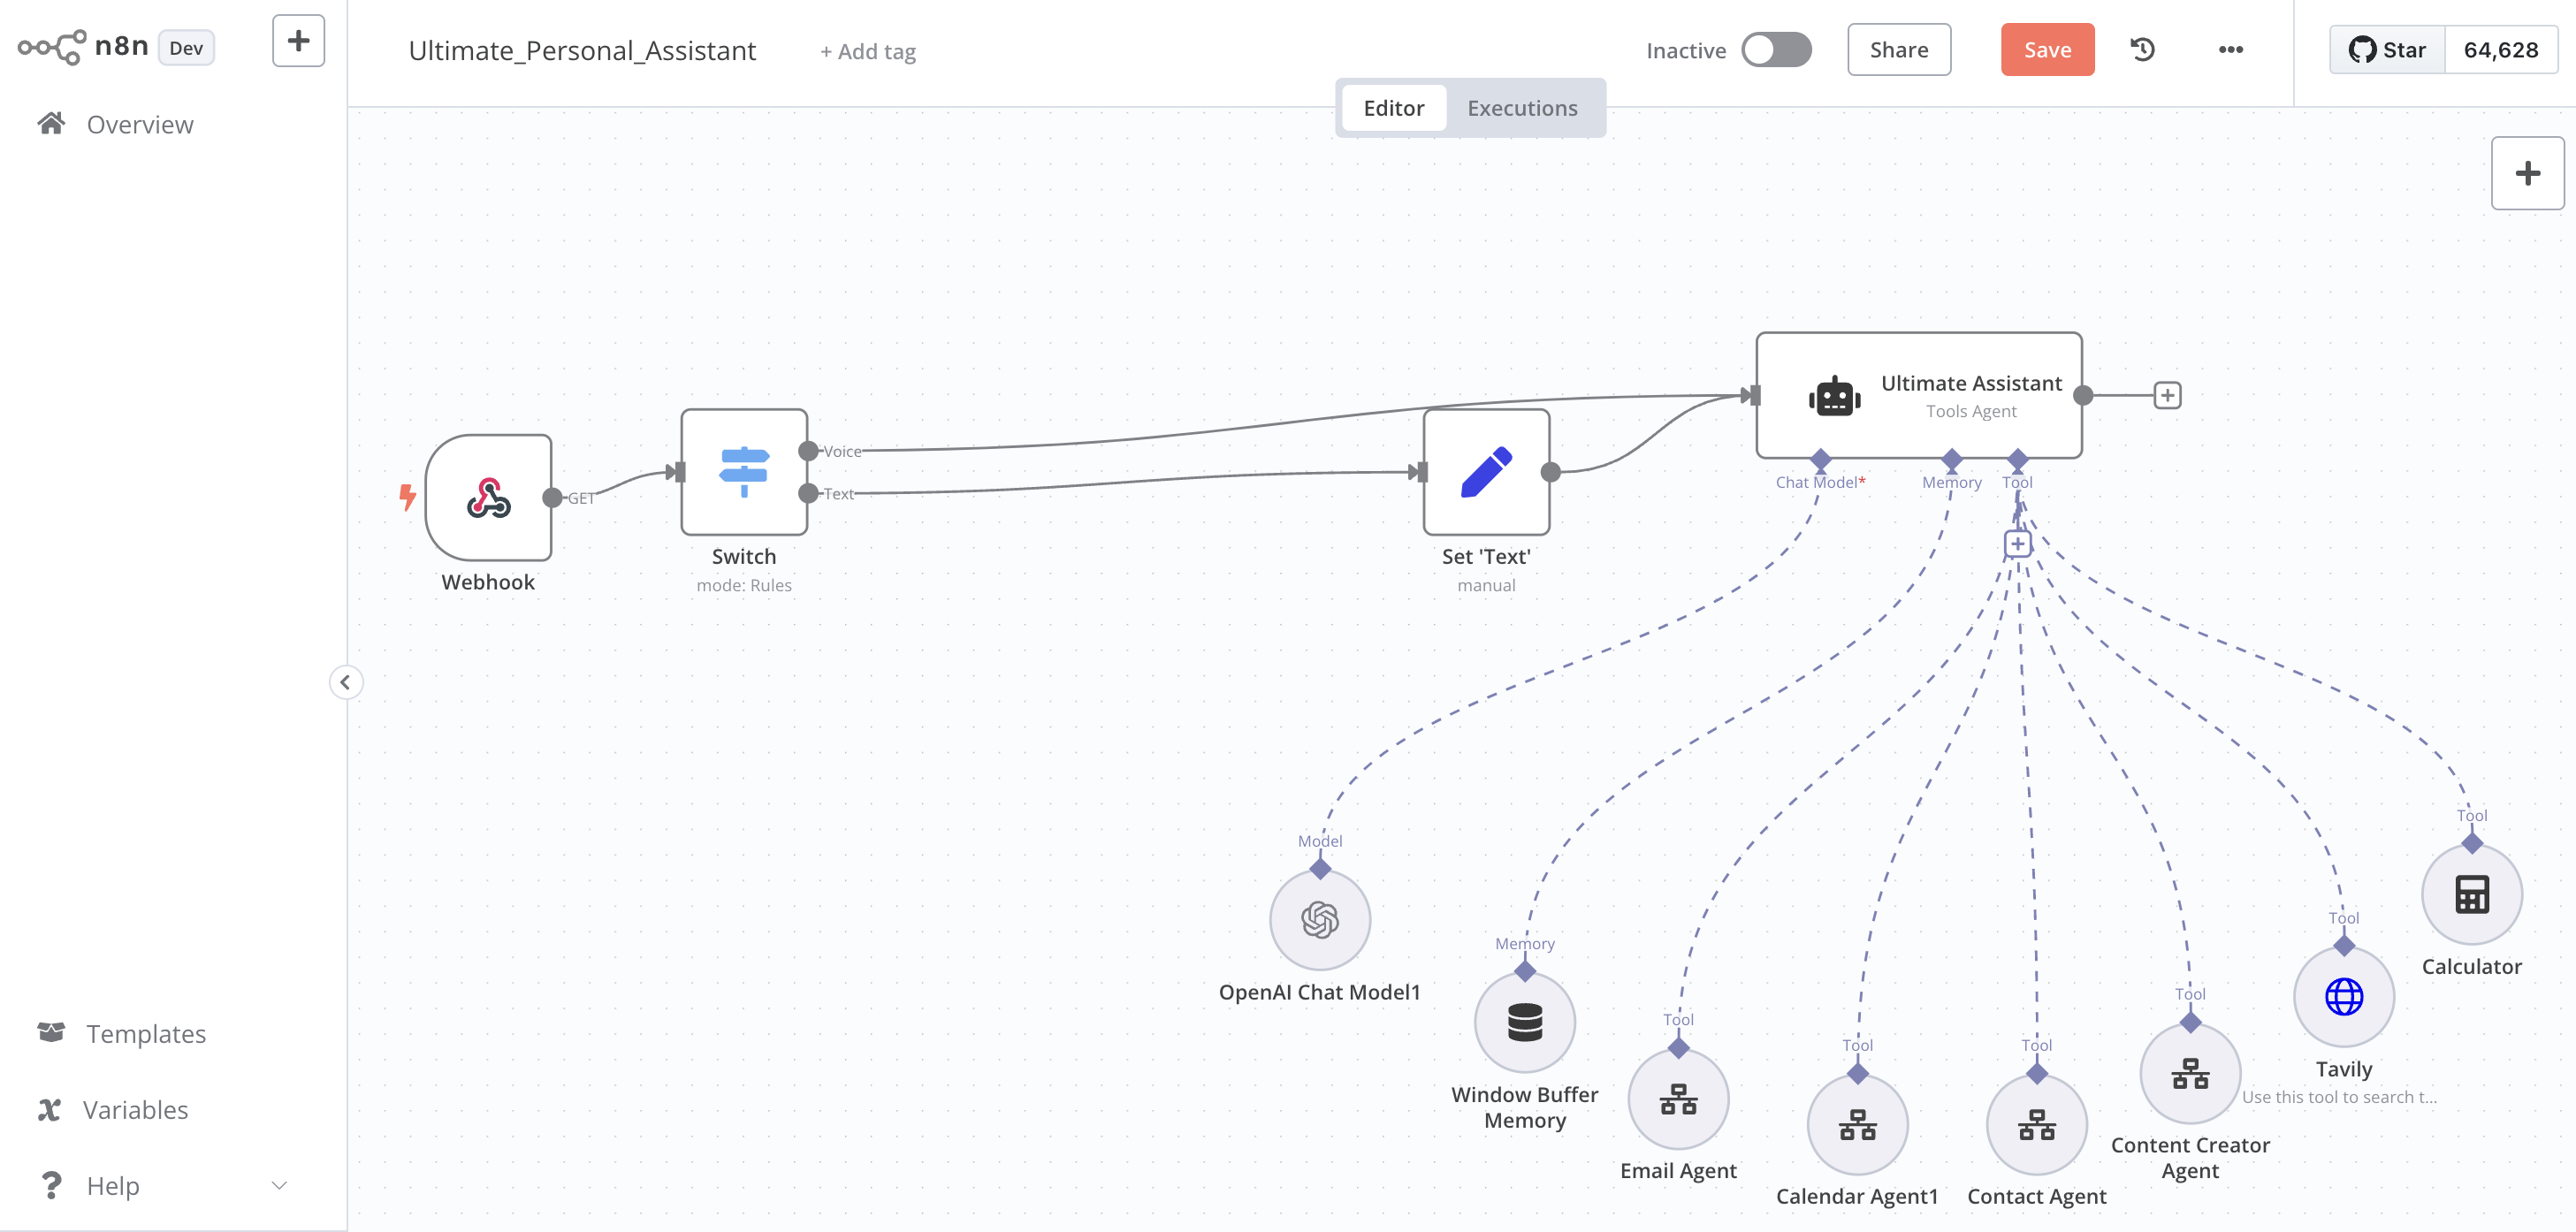 n8n Dev
Ultimate_Personal_Assistant
+ Add tag
Inactive
Share
Save
Star
64,628
Editor
Executions
Overview
Templates
Variables
Help
GET
Webhook
Voice
Text
Switch
mode: Rules
Set 'Text'
manual
Ultimate Assistant
Tools Agent
Chat Model*
Memory
Tool
Model
OpenAI Chat Model1
Memory
Window Buffer
Memory
Tool
Email Agent
Tool
Calendar Agent1
Tool
Contact Agent
Tool
Content Creator
Agent
Tool
Tavily
Use this tool to search t...
Tool
Calculator